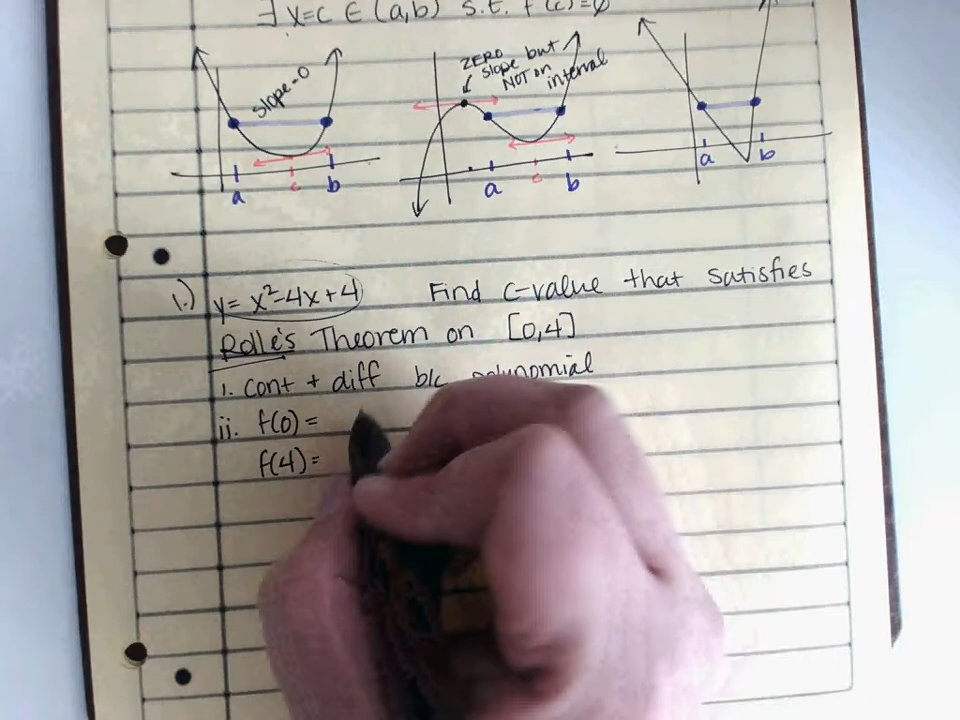 ∃ x=c ∈ (a,b) s.t. f'(c)=0
slope=0
a c b
ZERO
slope but
NOT on
interval
a c b
a b
1.) y= x²-4x+4 Find c-value that satisfies
Rolle's Theorem on [0,4]
i. cont + diff b/c polynomial
ii. f(0)=
f(4)=